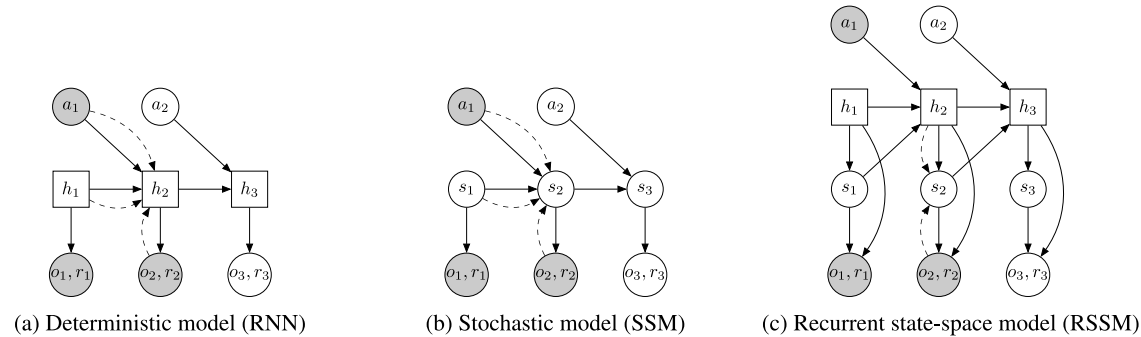 a₁ a₂
h₁ h₂ h₃
o₁, r₁ o₂, r₂ o₃, r₃
(a) Deterministic model (RNN)
a₁ a₂
s₁ s₂ s₃
o₁, r₁ o₂, r₂ o₃, r₃
(b) Stochastic model (SSM)
a₁ a₂
h₁ h₂ h₃
s₁ s₂ s₃
o₁, r₁ o₂, r₂ o₃, r₃
(c) Recurrent state-space model (RSSM)